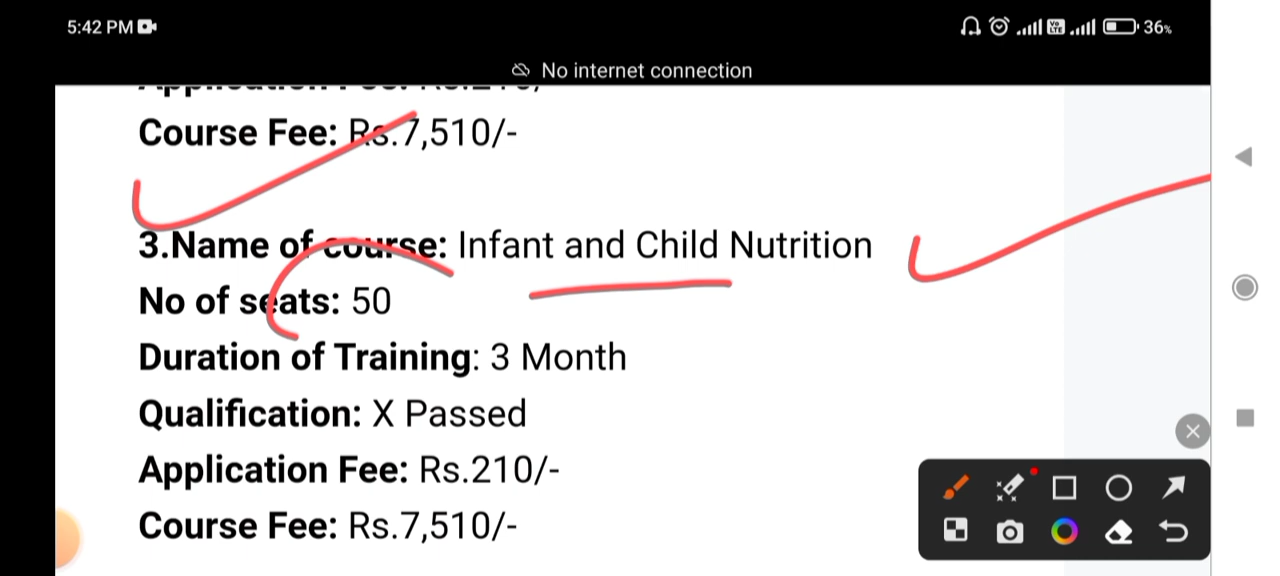 5:42 PM
36%
No internet connection
Course Fee: Rs.7,510/-
3.Name of course: Infant and Child Nutrition
No of seats: 50
Duration of Training: 3 Month
Qualification: X Passed
Application Fee: Rs.210/-
Course Fee: Rs.7,510/-